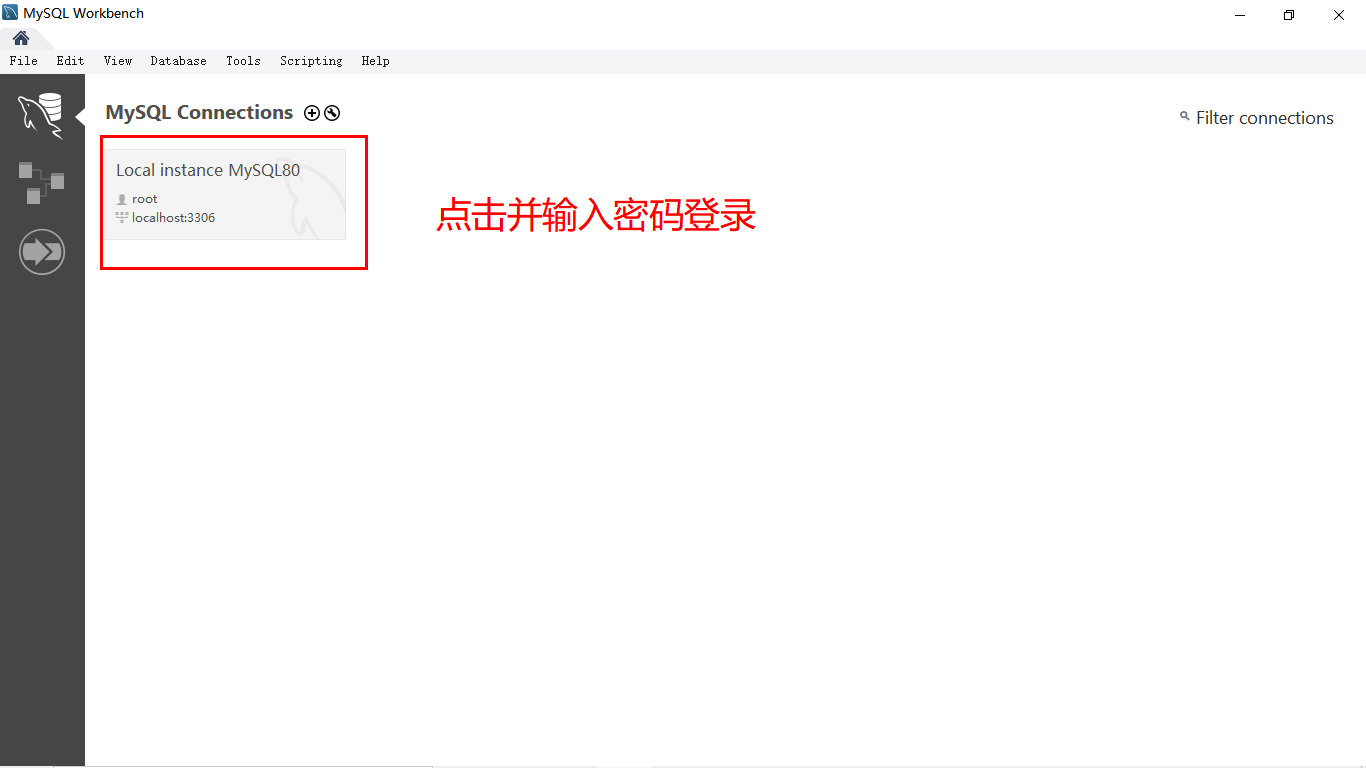 MySQL Workbench
File Edit View Database Tools Scripting Help
MySQL Connections
Filter connections
Local instance MySQL80
root
localhost:3306
点击并输入密码登录